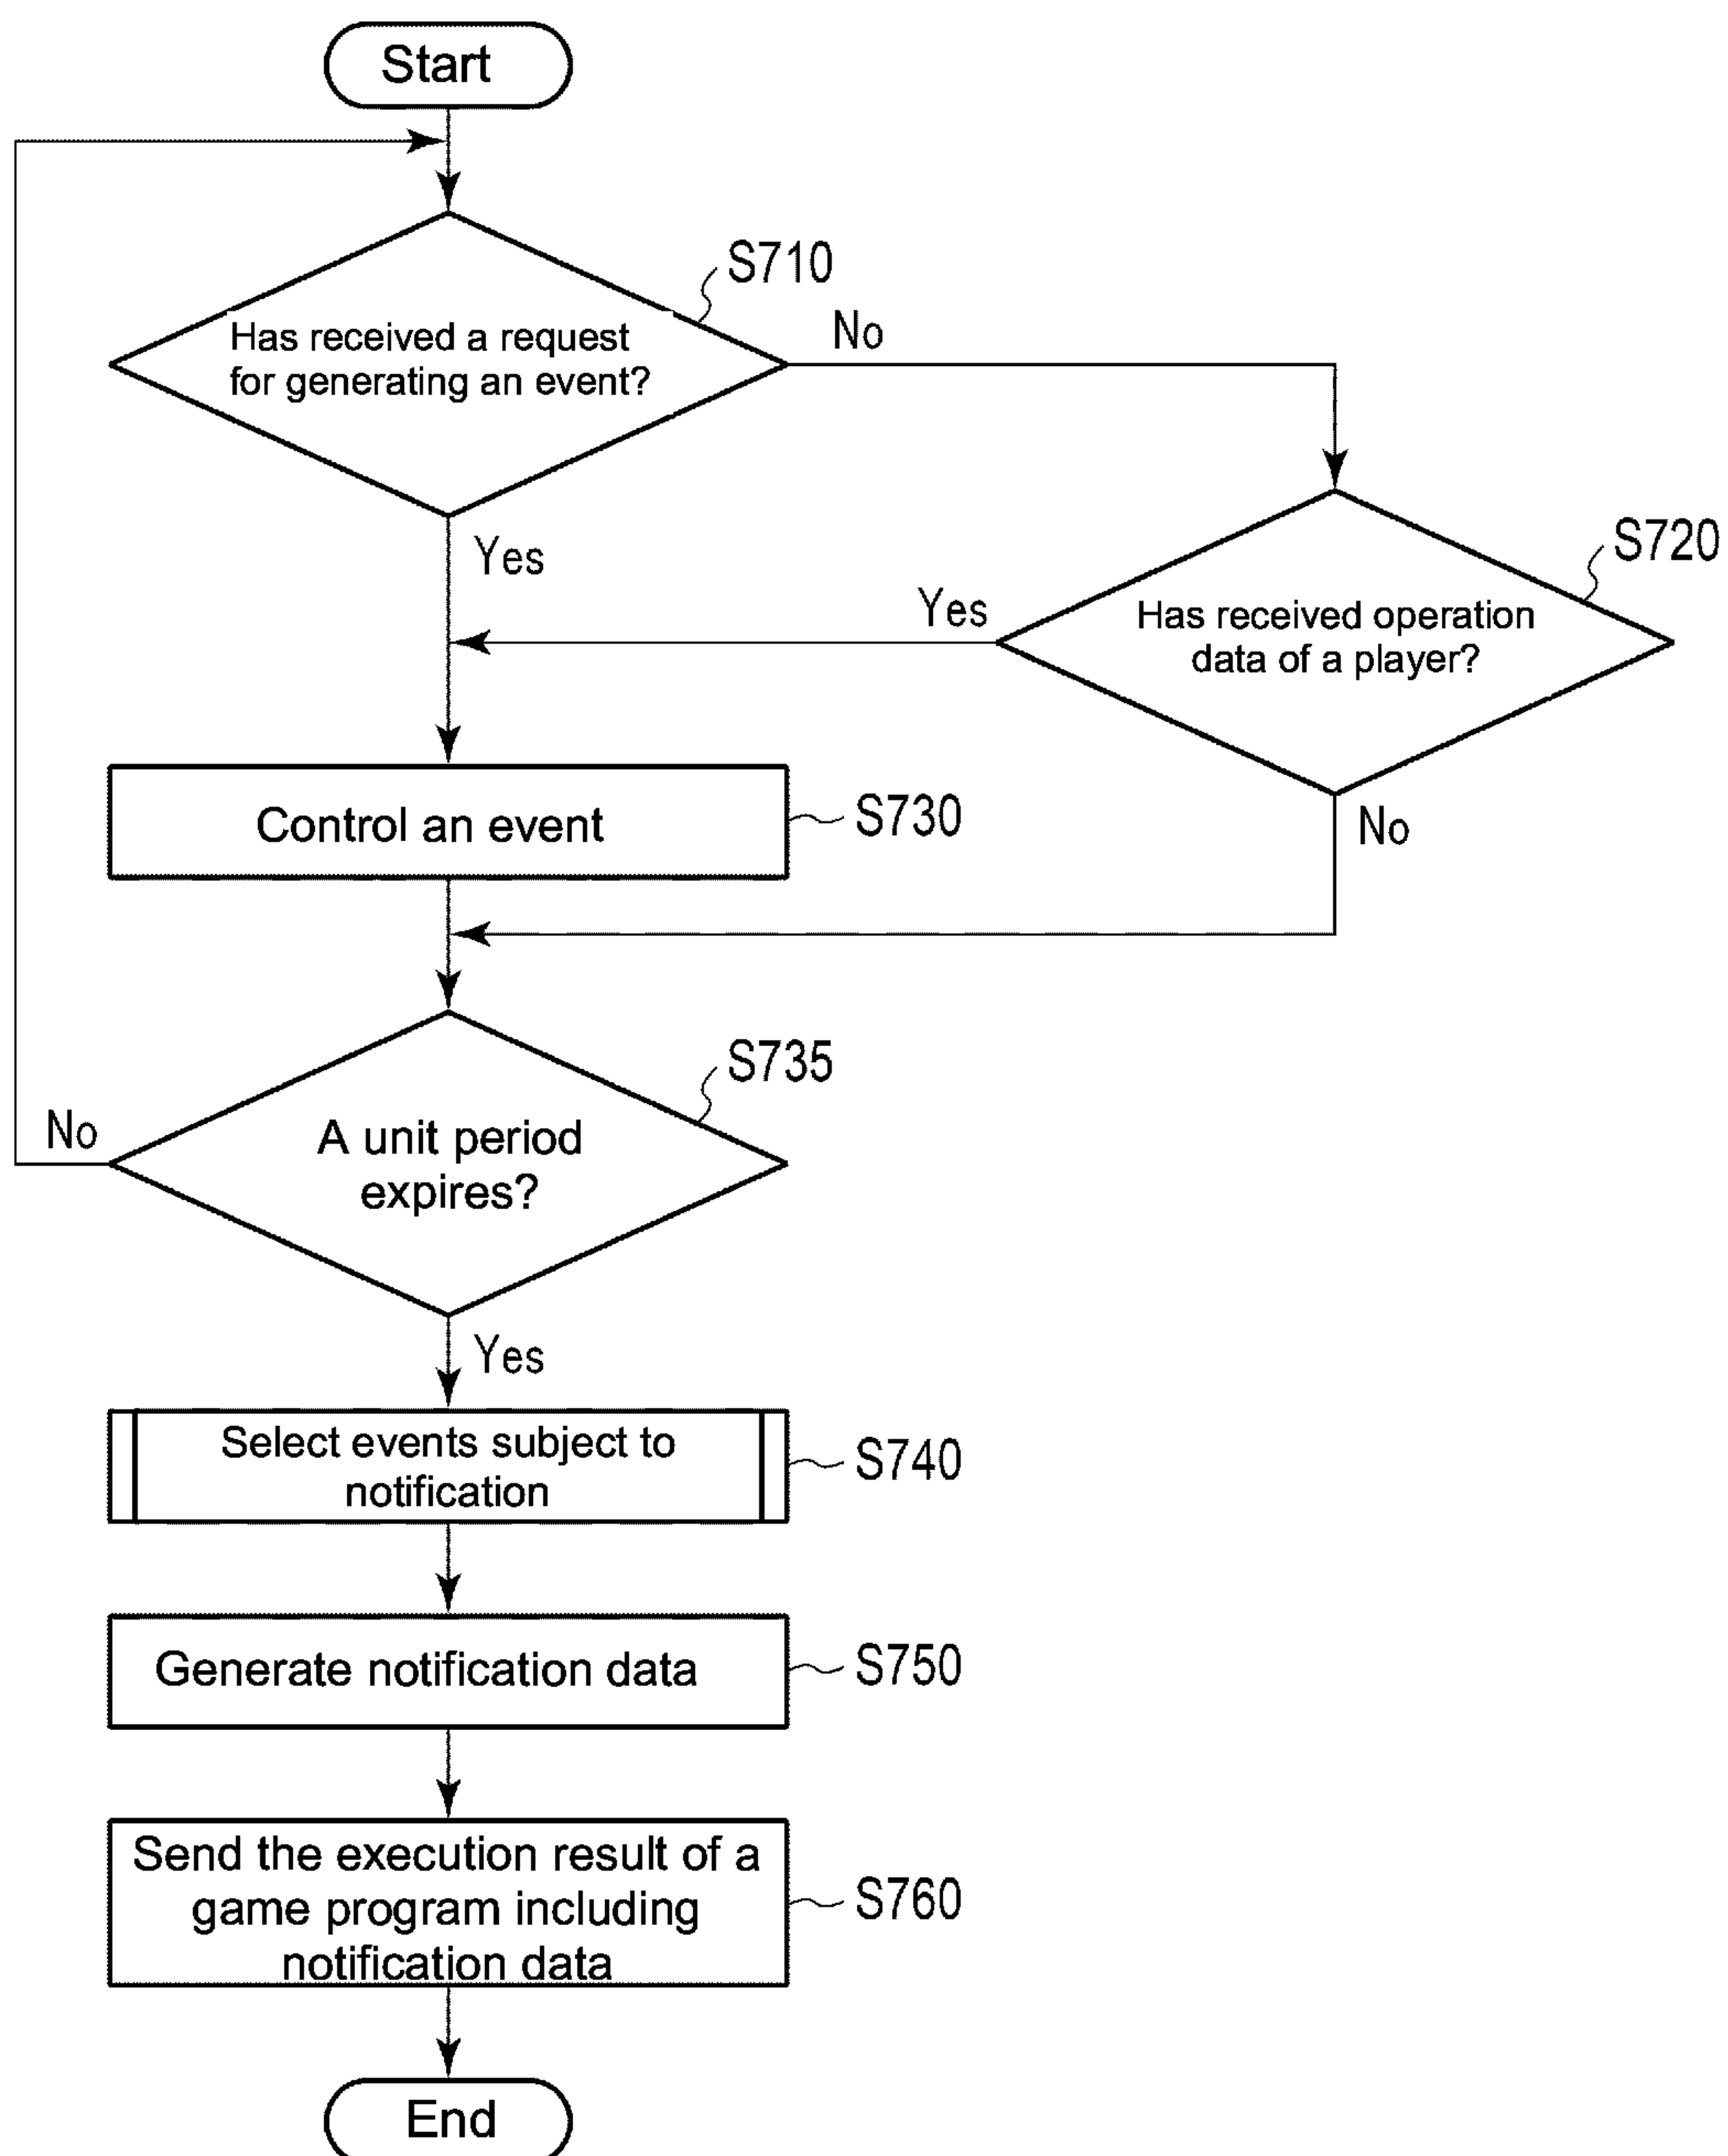 Start
S710
Has received a request
for generating an event?
No
Yes
S720
Has received operation
data of a player?
Yes
No
Control an event
S730
S735
A unit period
expires?
No
Yes
Select events subject to
notification
S740
Generate notification data
S750
Send the execution result of a
game program including
notification data
S760
End